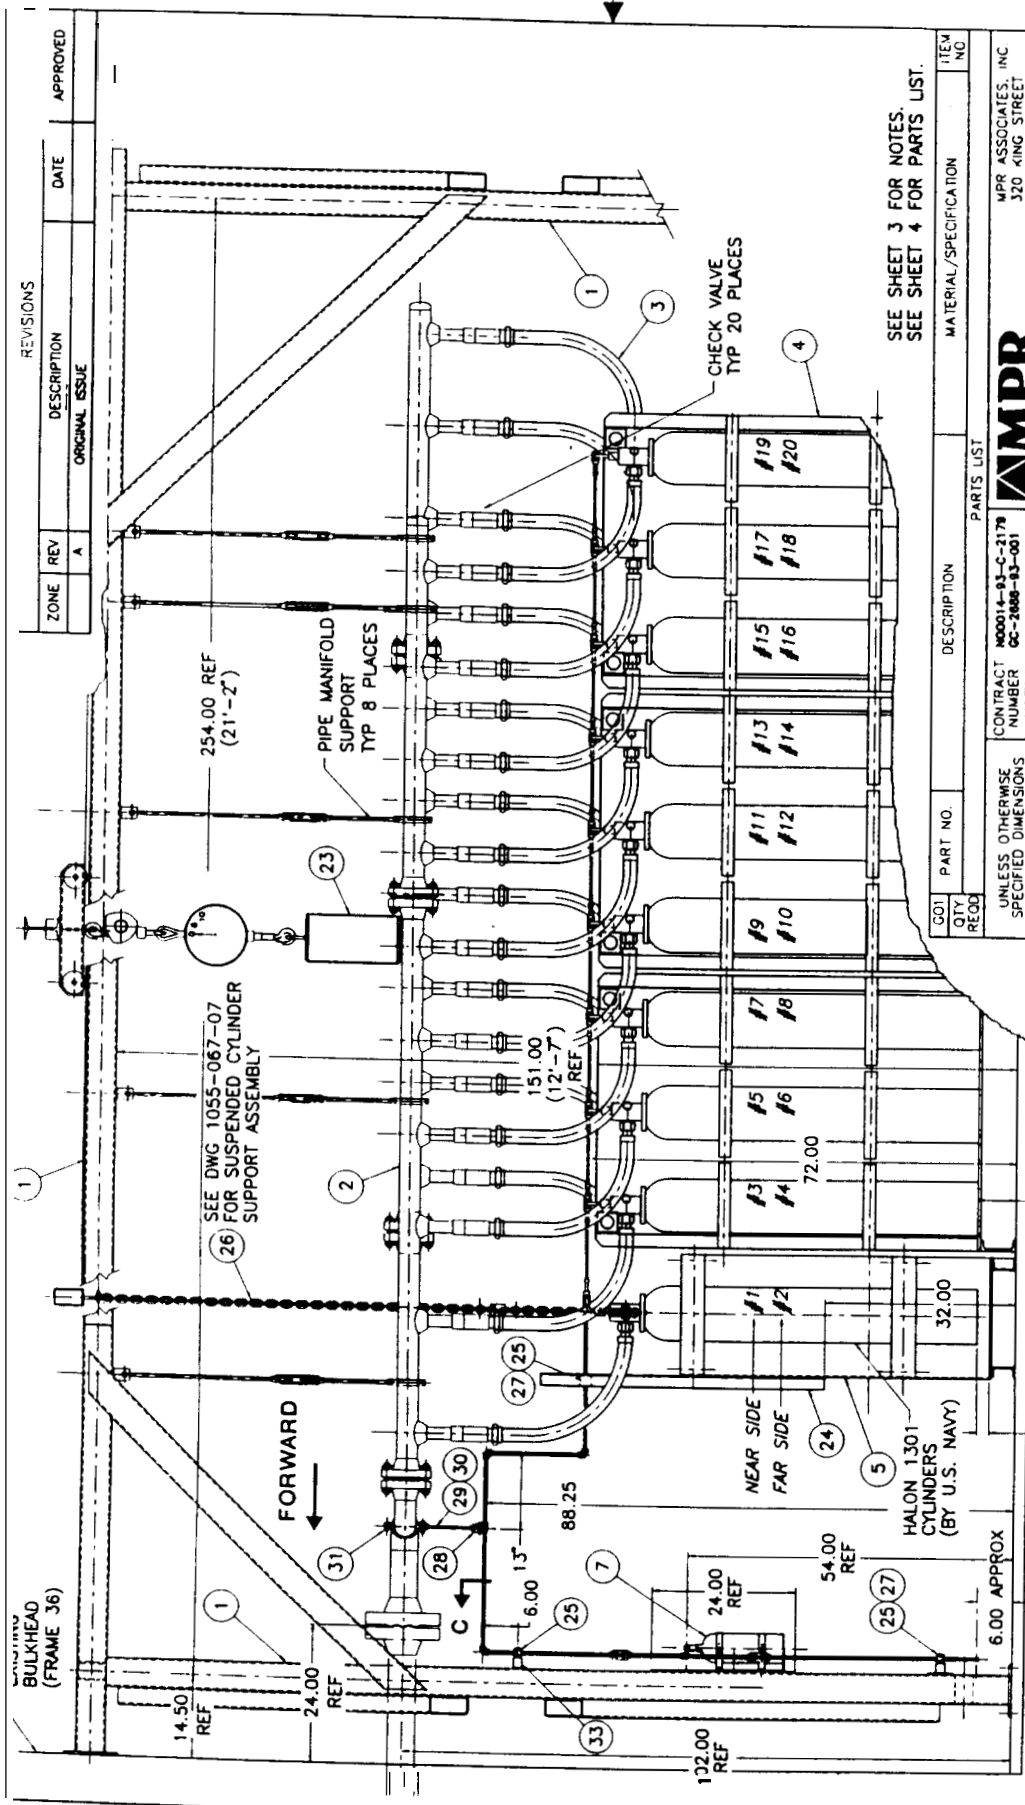 REVISIONS
ZONE REV DESCRIPTION DATE APPROVED
A ORIGINAL ISSUE
BULKHEAD
(FRAME 36)
1
14.50
REF
24.00
REF
254.00 REF
(21'-2")
SEE DWG 1055-067-07
FOR SUSPENDED CYLINDER
SUPPORT ASSEMBLY
26
1
FORWARD
PIPE MANIFOLD
SUPPORT
TYP 8 PLACES
23
2
1
3
CHECK VALVE
TYP 20 PLACES
4
31
29 30
28
13"
C
6.00
25
33
7
88.25
27 25
151.00
(12'-7")
REF
24.00
REF
54.00
REF
102.00
REF
25 27
6.00 APPROX
NEAR SIDE
FAR SIDE
24
5
HALON 1301
CYLINDERS
(BY U.S. NAVY)
#1
#2
#3
#4
#5
#6
#7
#8
#9
#10
#11
#12
#13
#14
#15
#16
#17
#18
#19
#20
72.00
32.00
SEE SHEET 3 FOR NOTES.
SEE SHEET 4 FOR PARTS LIST.
G01
QTY
REQD
PART NO.
DESCRIPTION
MATERIAL/SPECIFICATION
ITEM
NO.
PARTS LIST
UNLESS OTHERWISE
SPECIFIED DIMENSIONS
CONTRACT
NUMBER
N00014-93-C-2179
GC-2688-93-001
MPR
MPR ASSOCIATES, INC.
320 KING STREET